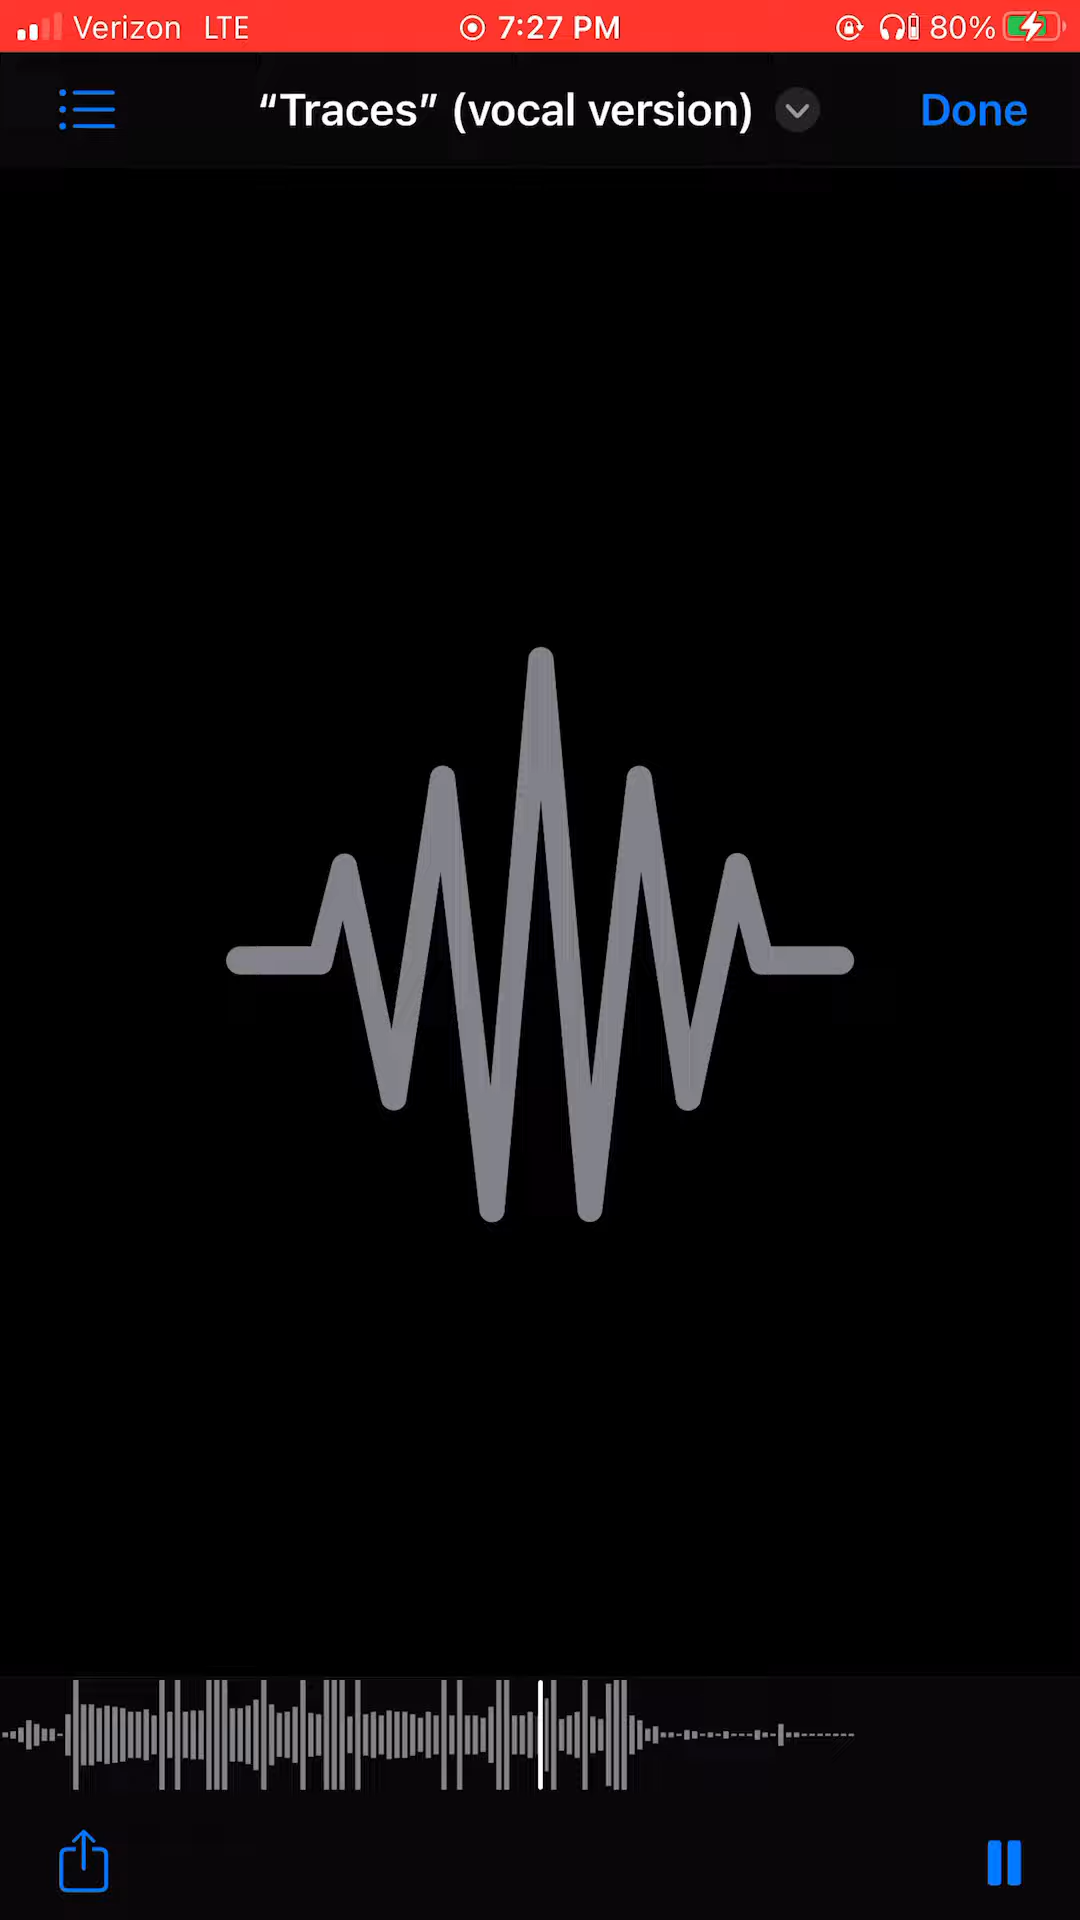 Verizon LTE 7:27 PM 80%
“Traces” (vocal version) Done